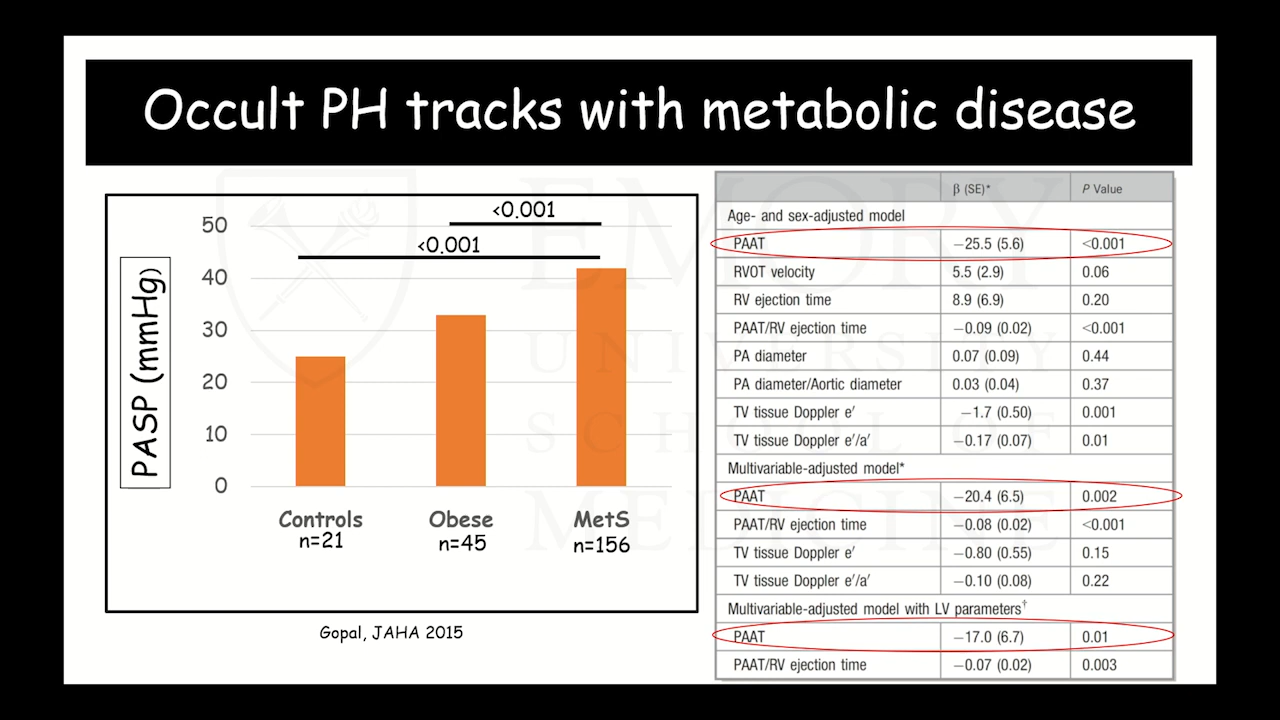 Occult PH tracks with metabolic disease
PASP (mmHg)
50
40
30
20
10
0
<0.001
<0.001
Controls
n=21
Obese
n=45
MetS
n=156
Gopal, JAHA 2015
β (SE)* P Value
Age- and sex-adjusted model
PAAT −25.5 (5.6) <0.001
RVOT velocity 5.5 (2.9) 0.06
RV ejection time 8.9 (6.9) 0.20
PAAT/RV ejection time −0.09 (0.02) <0.001
PA diameter 0.07 (0.09) 0.44
PA diameter/Aortic diameter 0.03 (0.04) 0.37
TV tissue Doppler e′ −1.7 (0.50) 0.001
TV tissue Doppler e′/a′ −0.17 (0.07) 0.01
Multivariable-adjusted model*
PAAT −20.4 (6.5) 0.002
PAAT/RV ejection time −0.08 (0.02) <0.001
TV tissue Doppler e′ −0.80 (0.55) 0.15
TV tissue Doppler e′/a′ −0.10 (0.08) 0.22
Multivariable-adjusted model with LV parameters†
PAAT −17.0 (6.7) 0.01
PAAT/RV ejection time −0.07 (0.02) 0.003
EMORY
UNIVERSITY
SCHOOL OF
MEDICINE